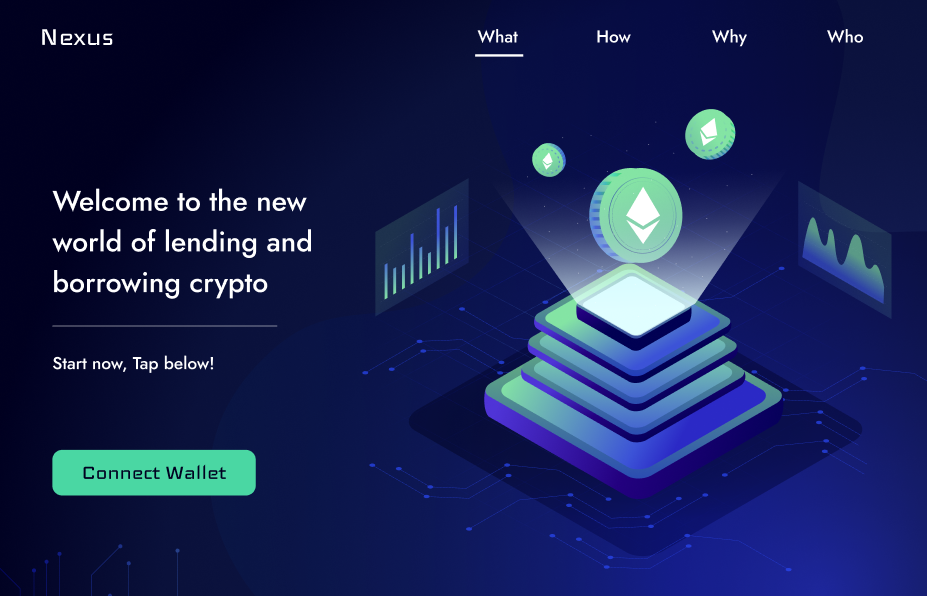 Nexus
What
How
Why
Who
Welcome to the new
world of lending and
borrowing crypto
Start now, Tap below!
Connect Wallet